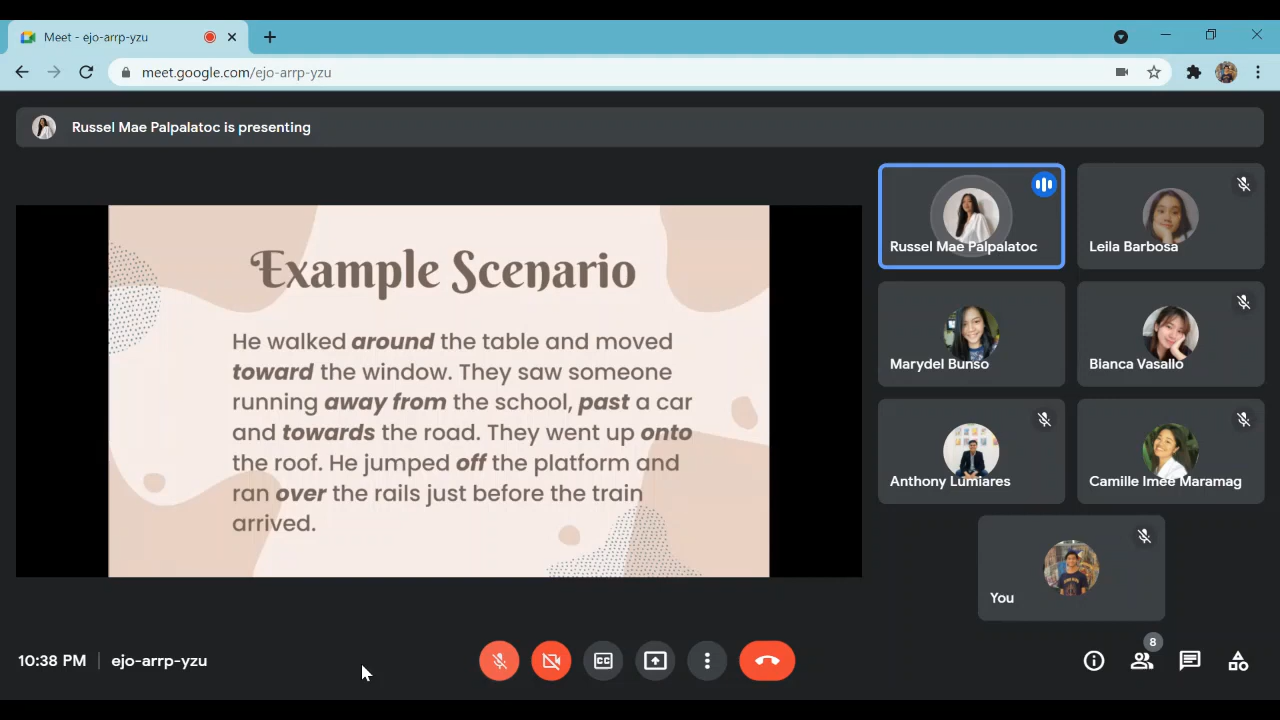 Meet - ejo-arrp-yzu
meet.google.com/ejo-arrp-yzu
Russel Mae Palpalatoc is presenting
Example Scenario
He walked around the table and moved
toward the window. They saw someone
running away from the school, past a car
and towards the road. They went up onto
the roof. He jumped off the platform and
ran over the rails just before the train
arrived.
Russel Mae Palpalatoc
Leila Barbosa
Marydel Bunso
Bianca Vasallo
Anthony Lumiares
Camille Imee Maramag
You
10:38 PM
ejo-arrp-yzu
CC
8